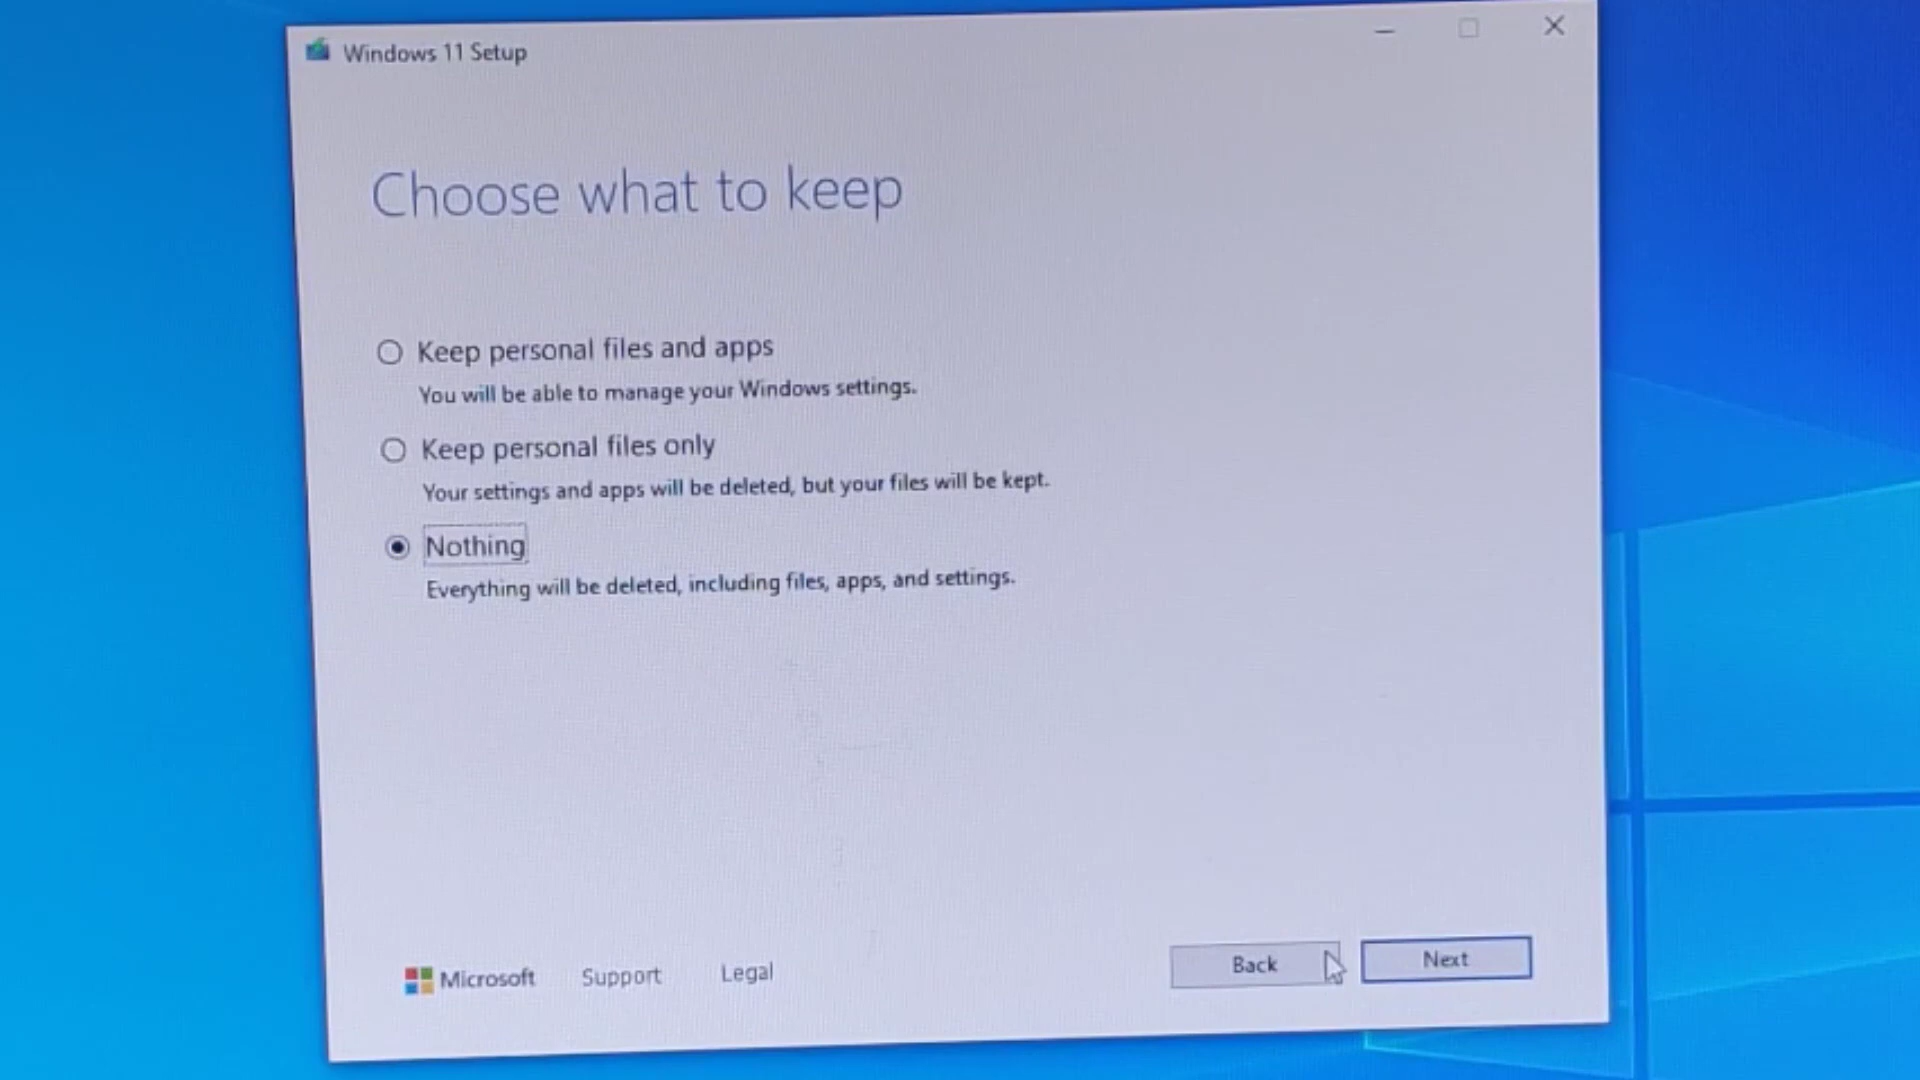 Windows 11 Setup
Choose what to keep
Keep personal files and apps
You will be able to manage your Windows settings.
Keep personal files only
Your settings and apps will be deleted, but your files will be kept.
Nothing
Everything will be deleted, including files, apps, and settings.
Microsoft Support Legal Back Next